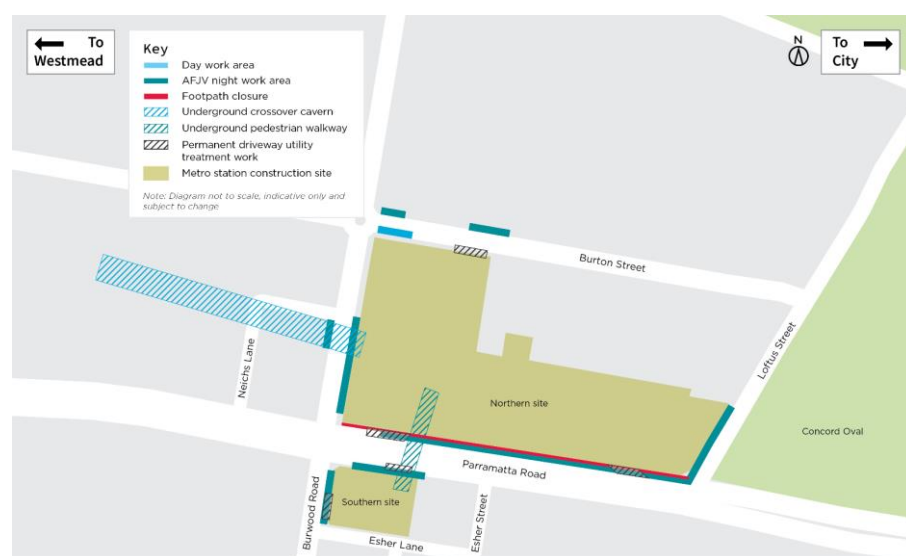 To
Westmead
Key
Day work area
AFJV night work area
Footpath closure
Underground crossover cavern
Underground pedestrian walkway
Permanent driveway utility
treatment work
Metro station construction site
Note: Diagram not to scale, indicative only and
subject to change
N
To
City
Burton Street
Loftus Street
Neichs Lane
Northern site
Concord Oval
Parramatta Road
Southern site
Burwood Road
Esher Street
Esher Lane